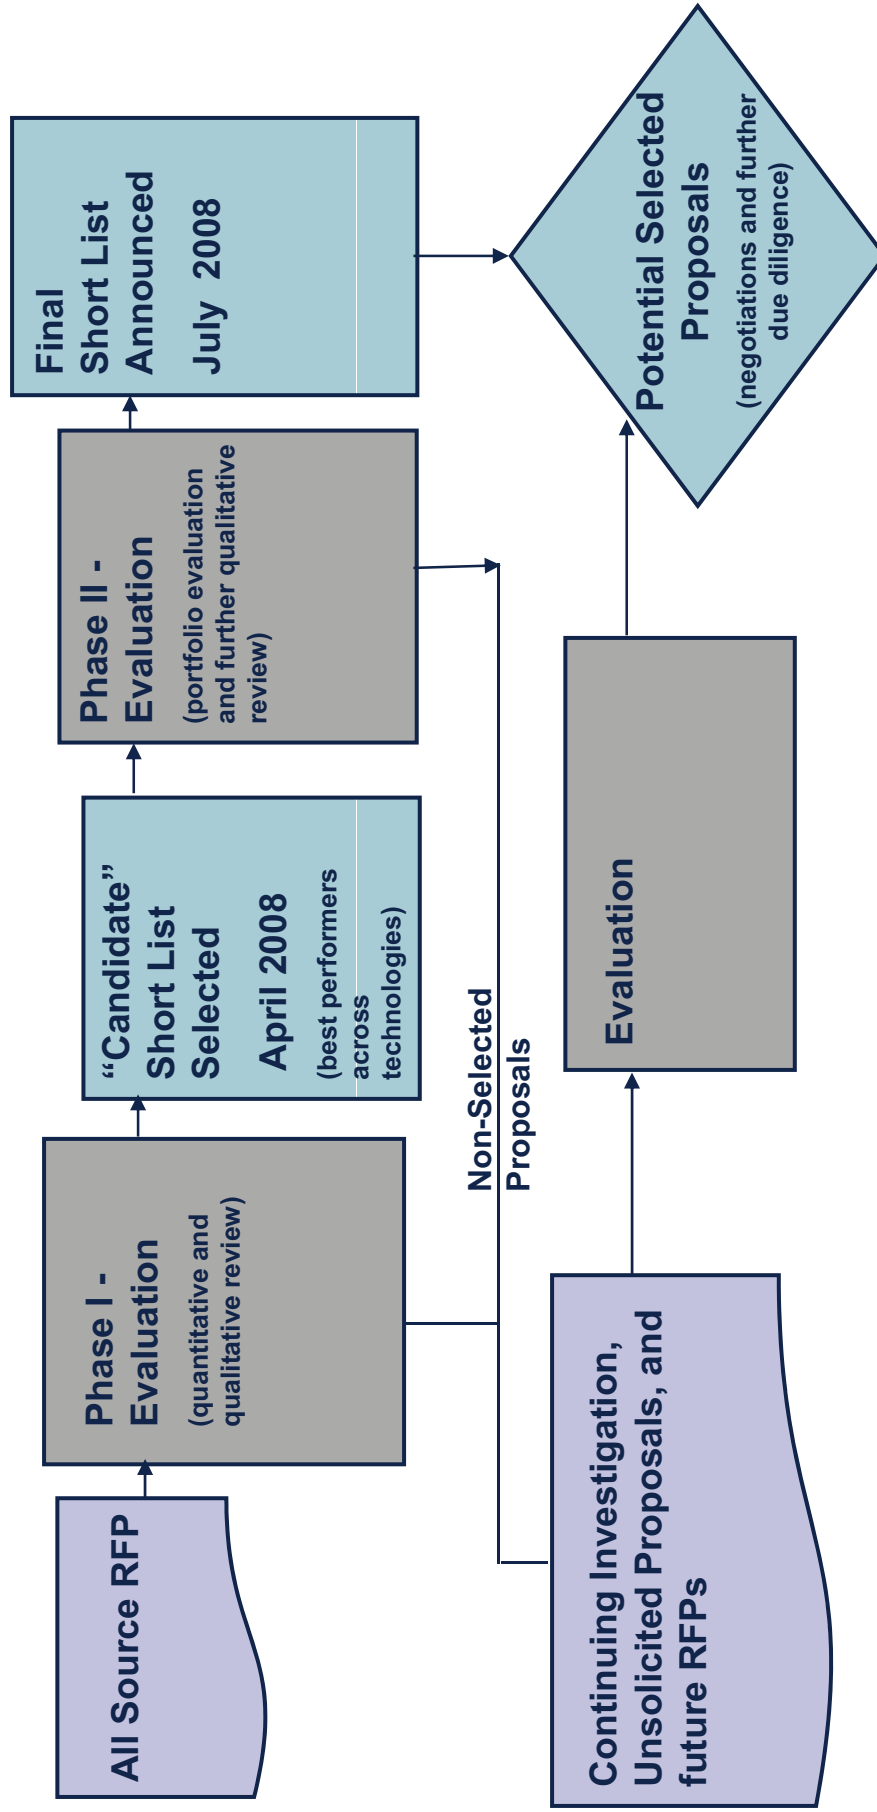 All Source RFP
Phase I -
Evaluation
(quantitative and
qualitative review)
“Candidate”
Short List
Selected
April 2008
(best performers
across
technologies)
Phase II -
Evaluation
(portfolio evaluation
and further qualitative
review)
Final
Short List
Announced
July 2008
Non-Selected
Proposals
Continuing Investigation,
Unsolicited Proposals, and
future RFPs
Evaluation
Potential Selected
Proposals
(negotiations and further
due diligence)